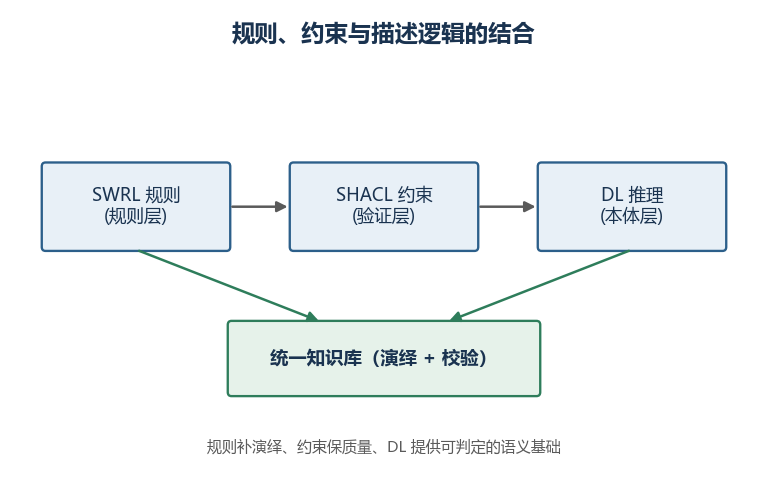 规则、约束与描述逻辑的结合
SWRL 规则
(规则层)
SHACL 约束
(验证层)
DL 推理
(本体层)
统一知识库（演绎 + 校验）
规则补演绎、约束保质量、DL 提供可判定的语义基础